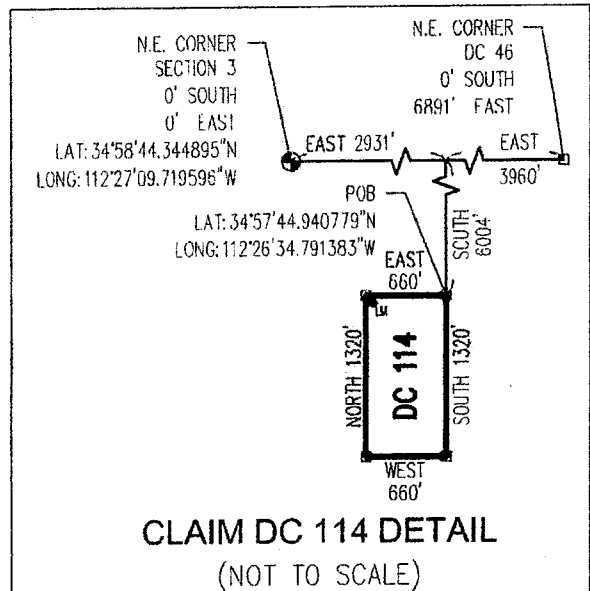 N.E. CORNER
SECTION 3
0' SOUTH
0' EAST
LAT: 34°58'44.344895"N
LONG: 112°27'09.719596"W
N.E. CORNER
DC 46
0' SOUTH
6891' EAST
EAST 2931'
EAST
3960'
POB
LAT: 34°57'44.940779"N
LONG: 112°26'34.791383"W
SOUTH
6004'
EAST
660'
NORTH 1320'
DC 114
SOUTH 1320'
WEST
660'
CLAIM DC 114 DETAIL
(NOT TO SCALE)